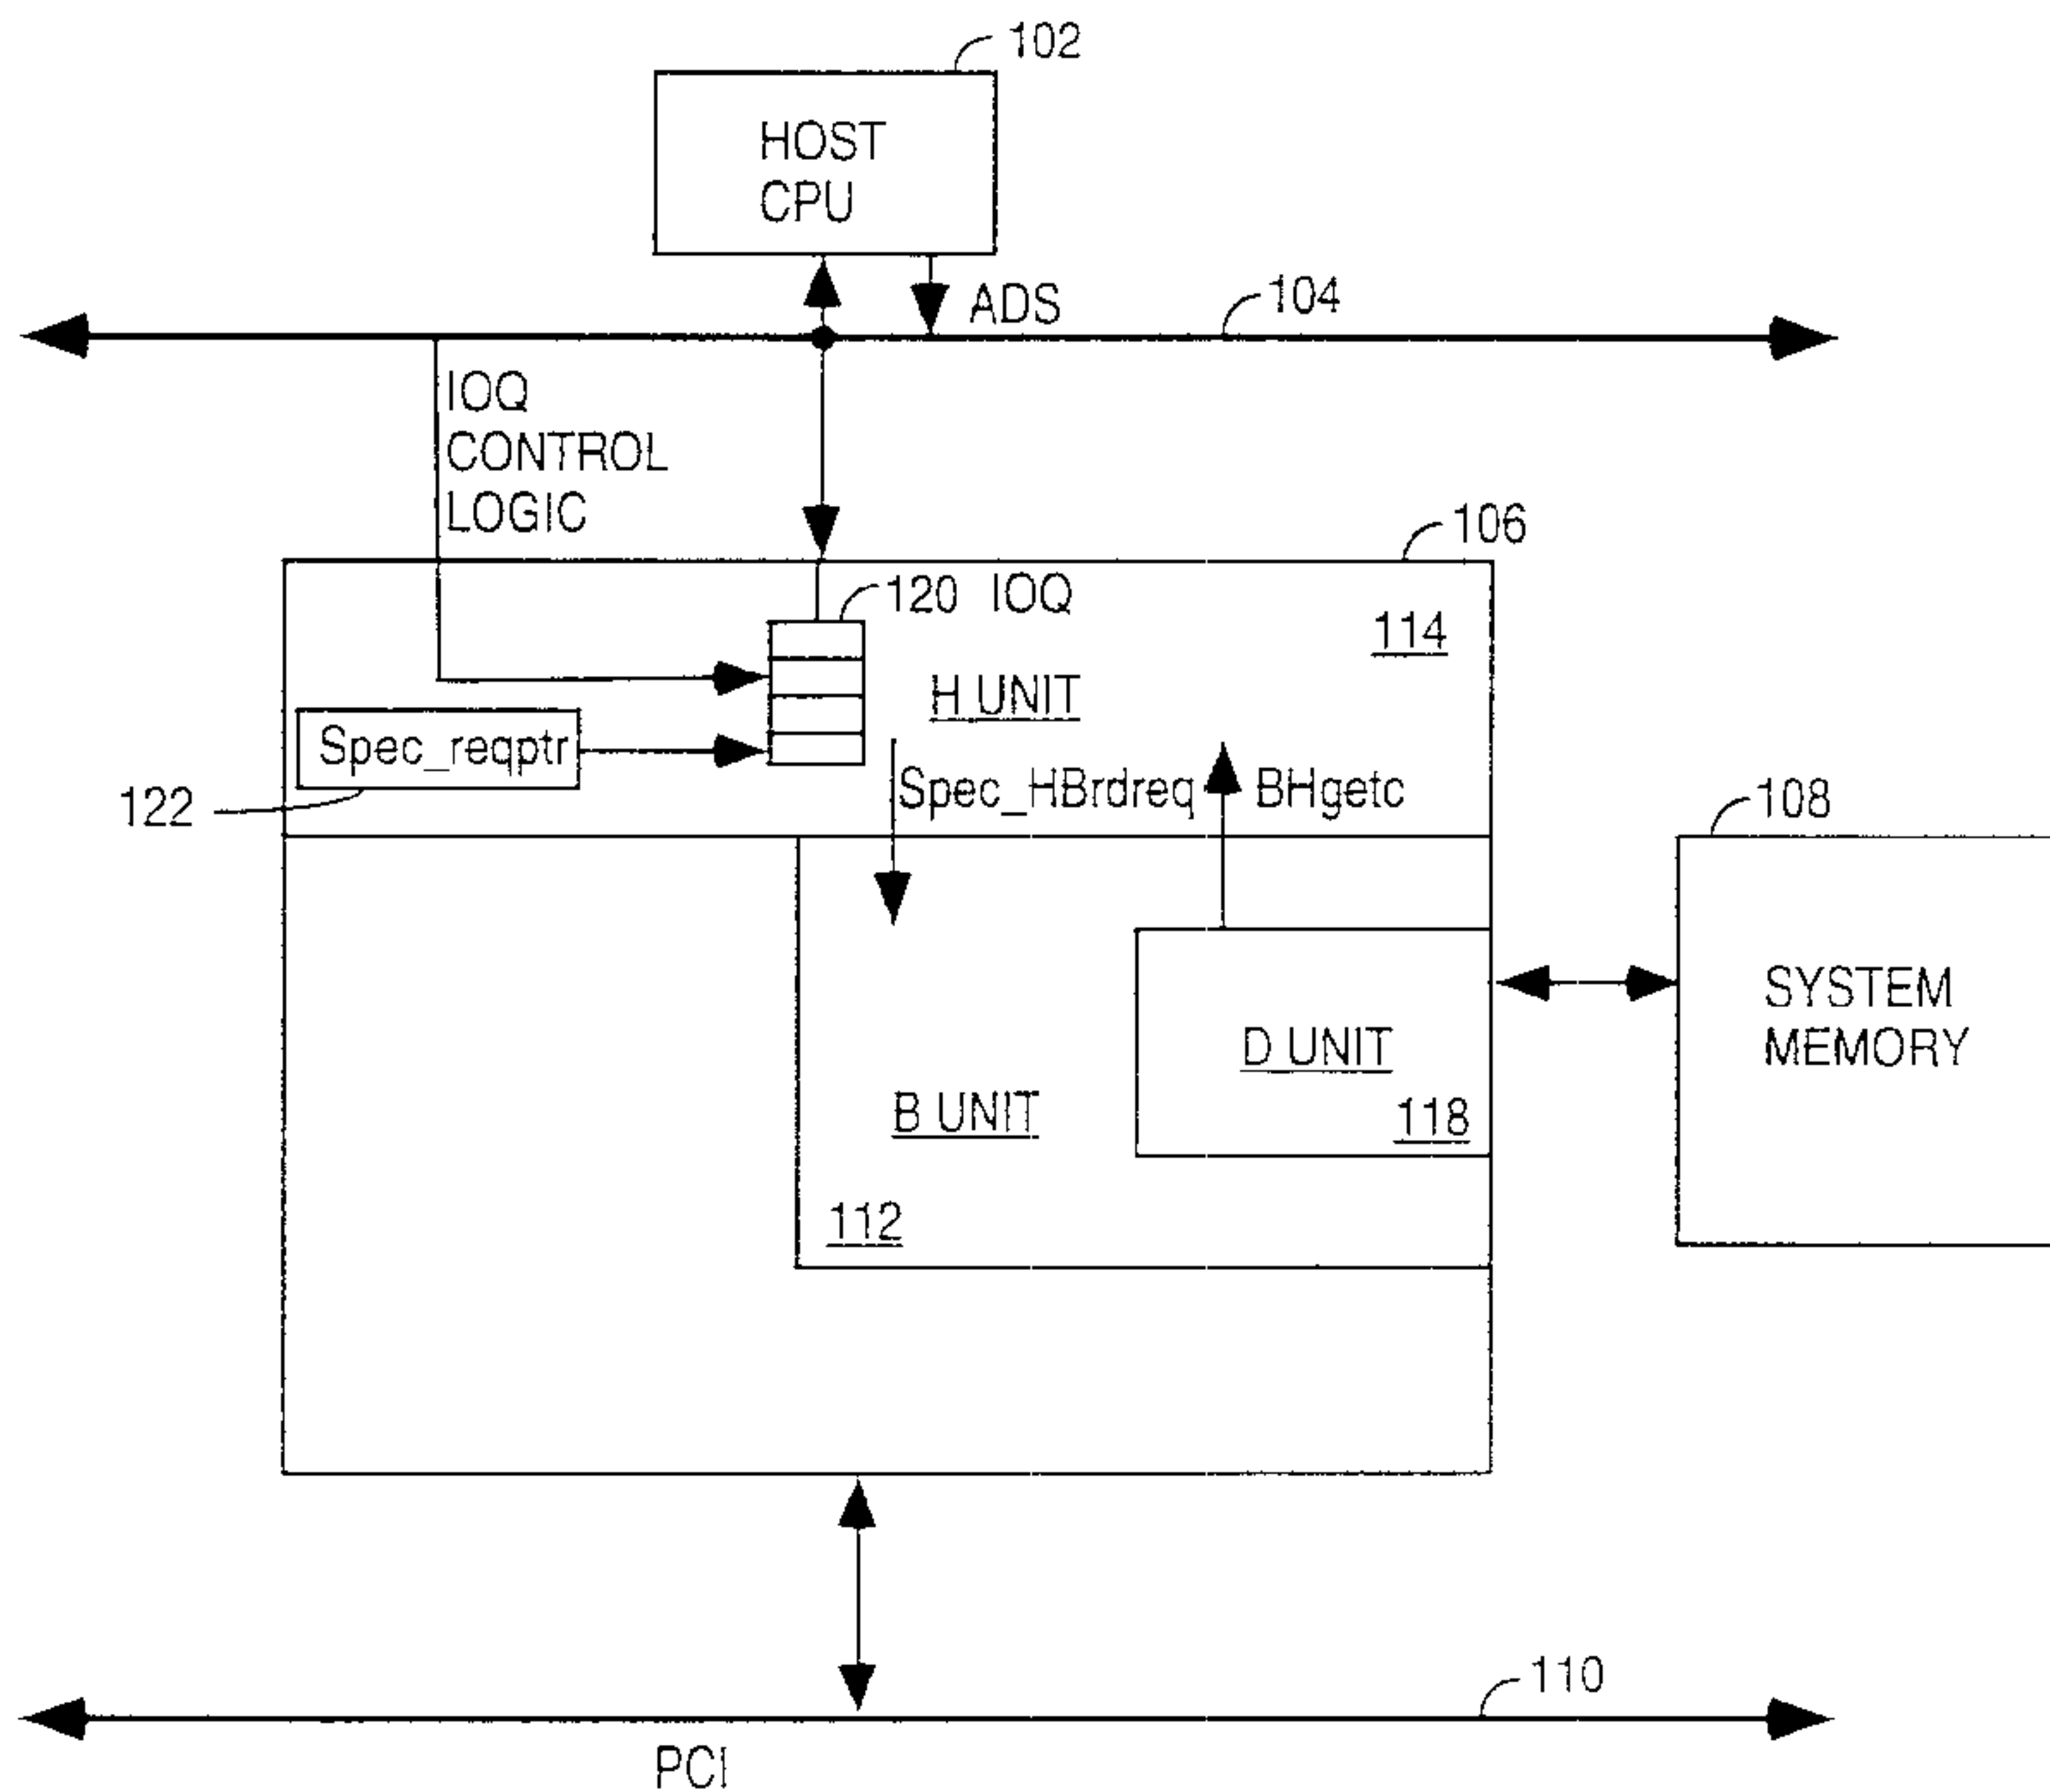 102
HOST
CPU
ADS
104
IOQ
CONTROL
LOGIC
106
120 IOQ
114
H UNIT
Spec_reqptr
122
Spec_HBrdreq
BHgetc
108
SYSTEM
MEMORY
D UNIT
118
B UNIT
112
110
PCI